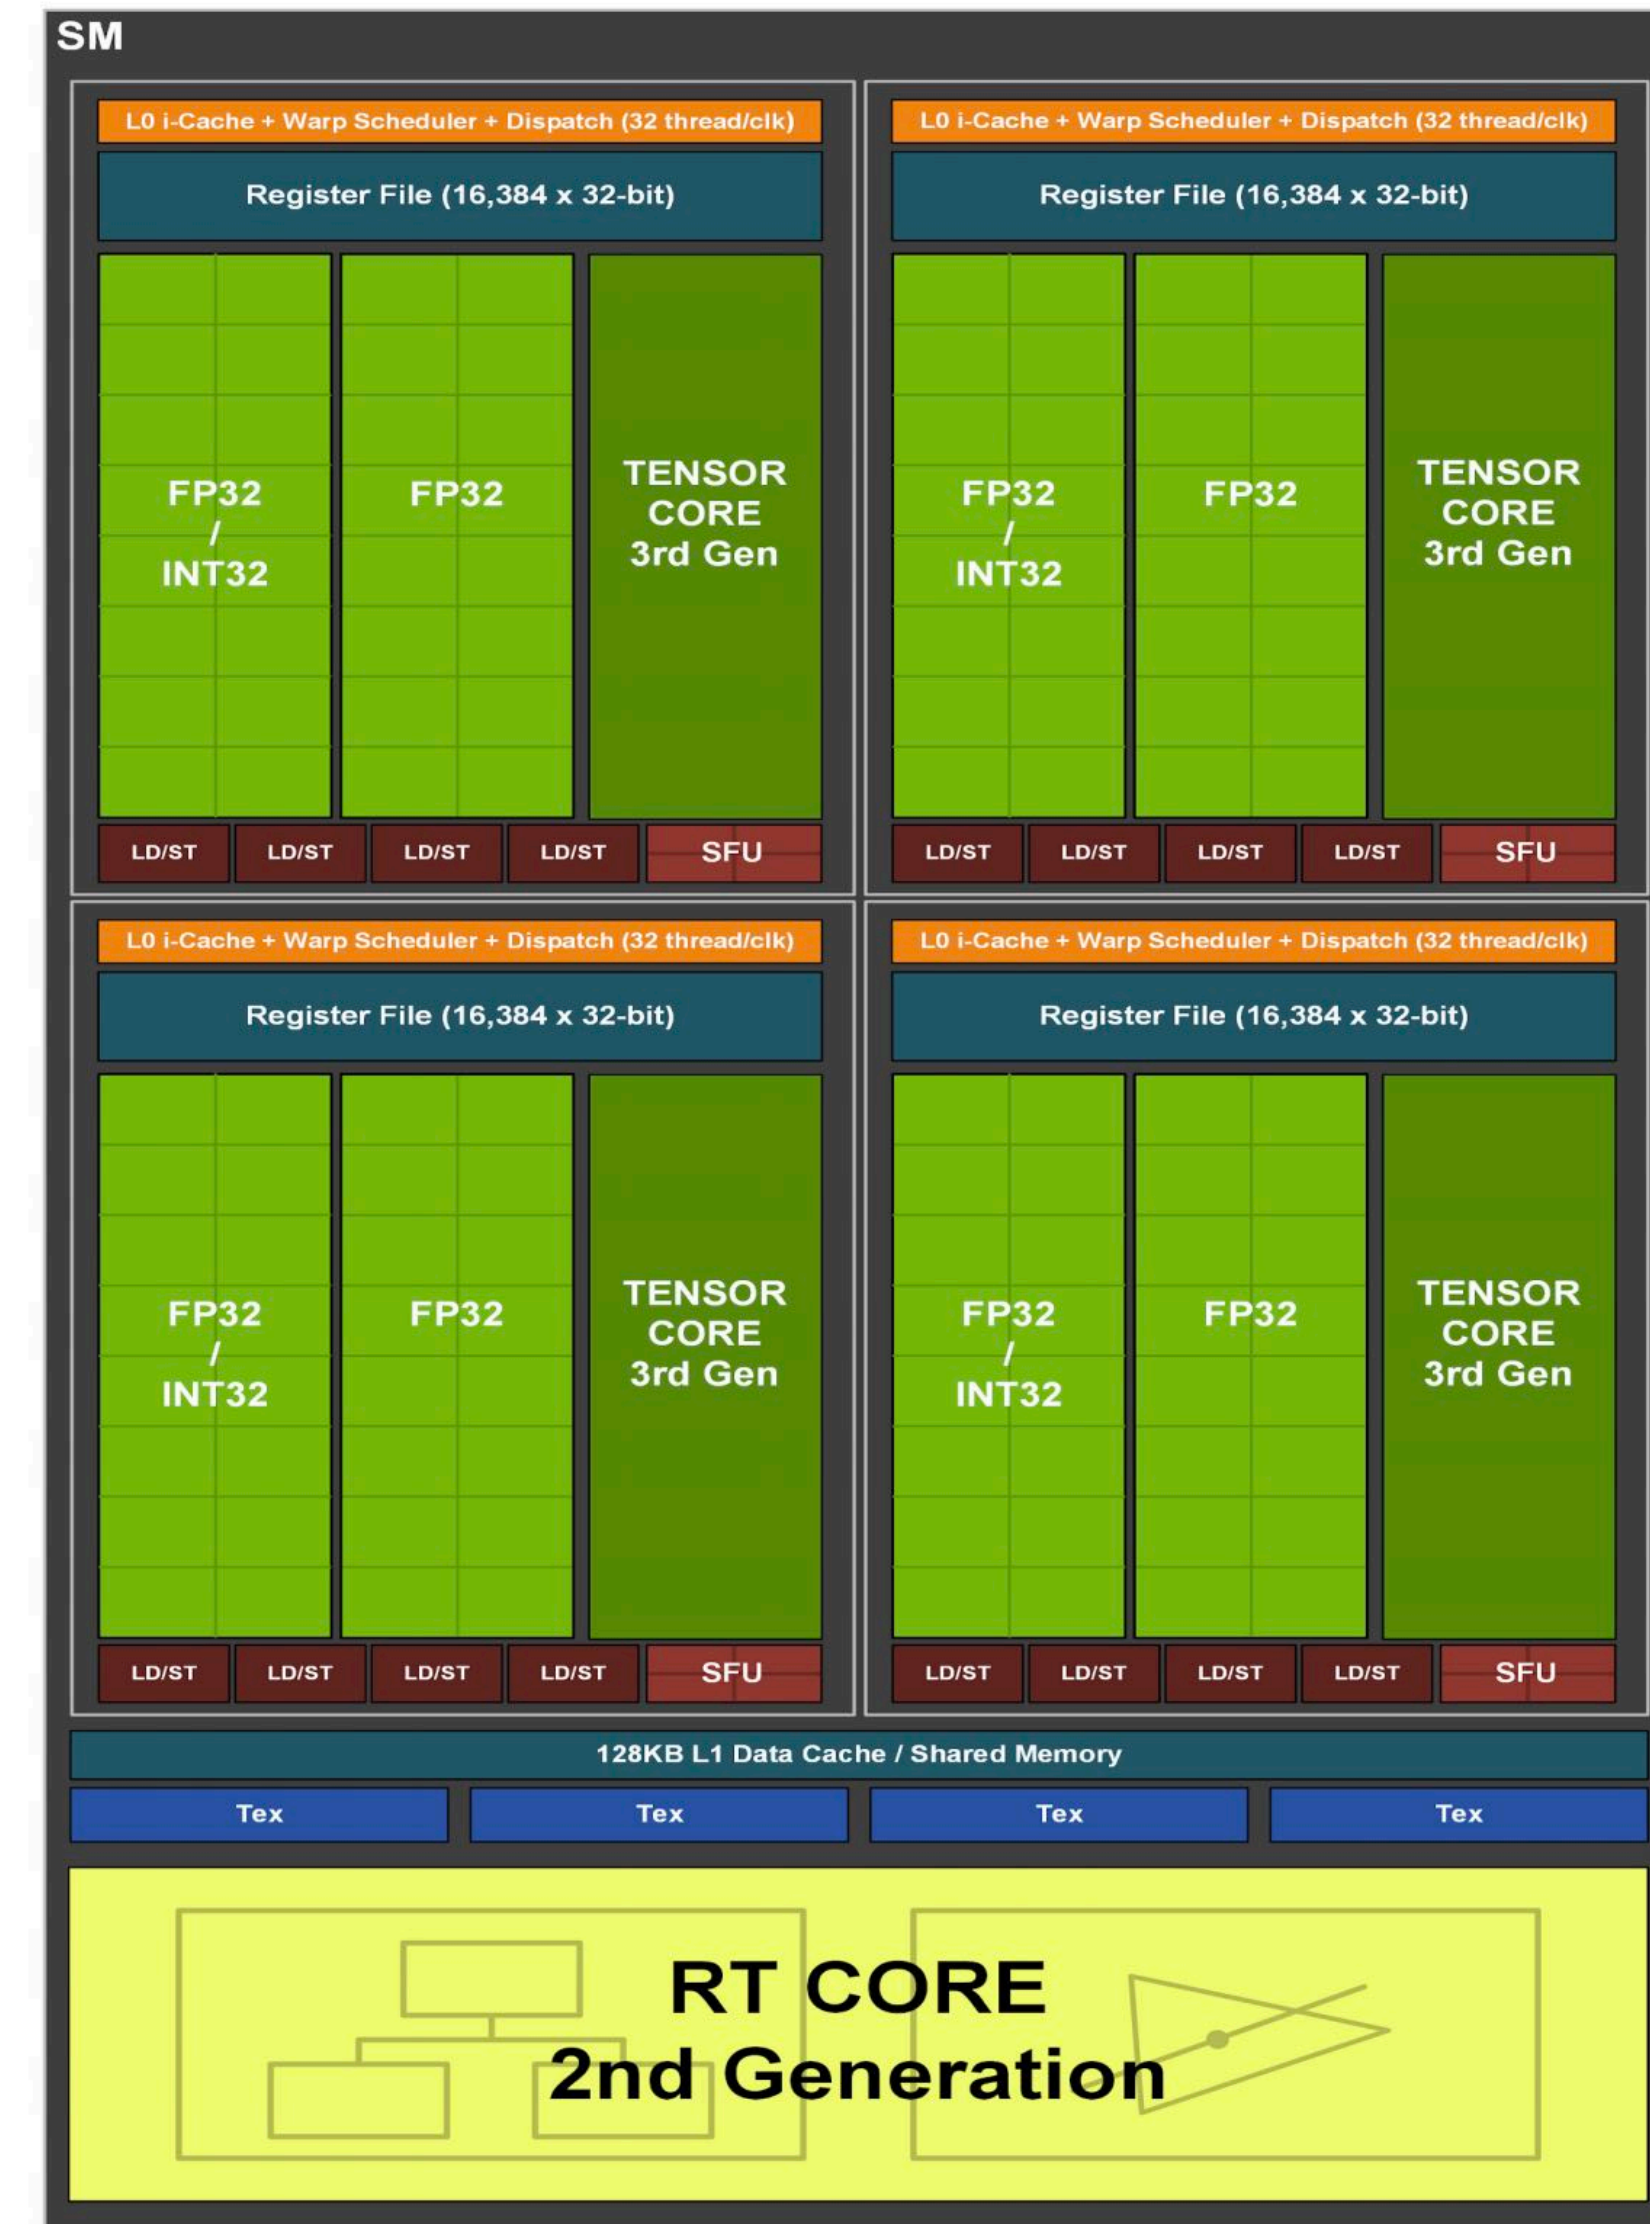 SM
L0 i-Cache + Warp Scheduler + Dispatch (32 thread/clk)
Register File (16,384 x 32-bit)
FP32
/
INT32
FP32
TENSOR
CORE
3rd Gen
LD/ST LD/ST LD/ST LD/ST SFU
L0 i-Cache + Warp Scheduler + Dispatch (32 thread/clk)
Register File (16,384 x 32-bit)
FP32
/
INT32
FP32
TENSOR
CORE
3rd Gen
LD/ST LD/ST LD/ST LD/ST SFU
L0 i-Cache + Warp Scheduler + Dispatch (32 thread/clk)
Register File (16,384 x 32-bit)
FP32
/
INT32
FP32
TENSOR
CORE
3rd Gen
LD/ST LD/ST LD/ST LD/ST SFU
L0 i-Cache + Warp Scheduler + Dispatch (32 thread/clk)
Register File (16,384 x 32-bit)
FP32
/
INT32
FP32
TENSOR
CORE
3rd Gen
LD/ST LD/ST LD/ST LD/ST SFU
128KB L1 Data Cache / Shared Memory
Tex Tex Tex Tex
RT CORE
2nd Generation